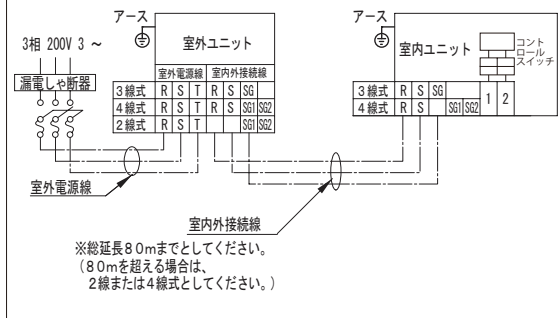 アース
3相 200V 3 ~
漏電しゃ断器
室外ユニット
室外電源線 室内外接続線
3線式 R S T R S SG
4線式 R S T R S SG1 SG2
2線式 R S T SG1 SG2
室外電源線
アース
室内ユニット
コント
ロール
スイッチ
3線式 R S SG
4線式 R S SG1 SG2
1 2
室内外接続線
※総延長80mまでとしてください。
(80mを超える場合は、
2線または4線式としてください。)